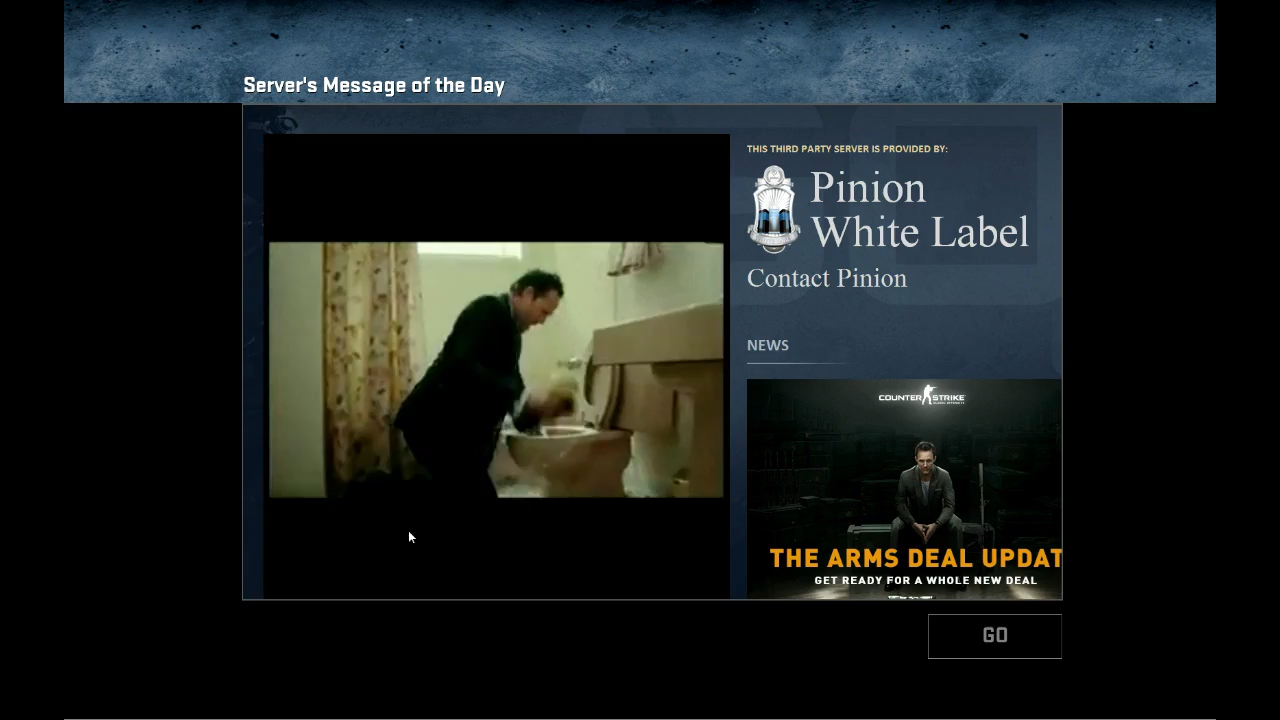 Server's Message of the Day
THIS THIRD PARTY SERVER IS PROVIDED BY:
Pinion
White Label
Contact Pinion
NEWS
COUNTER STRIKE
THE ARMS DEAL UPDAT
GET READY FOR A WHOLE NEW DEAL
GO